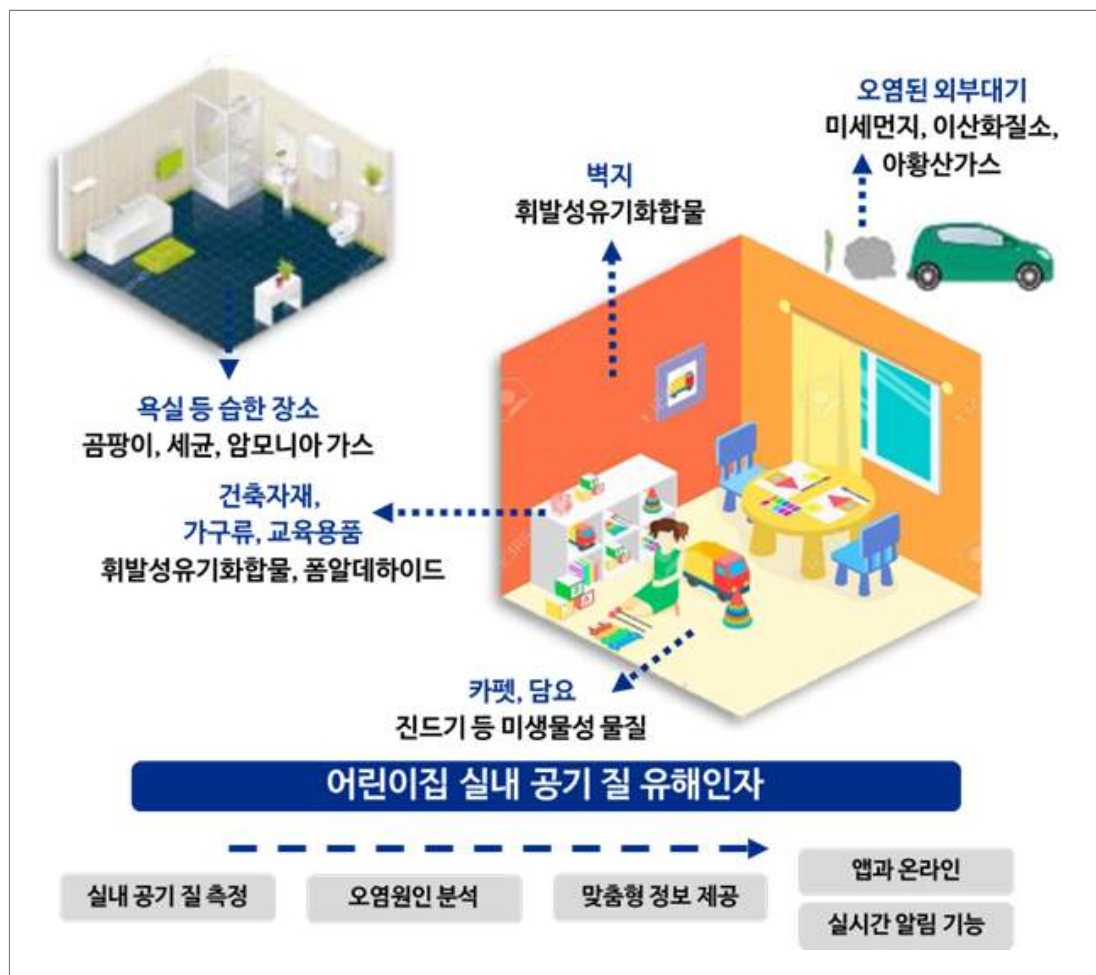 오염된 외부대기
미세먼지, 이산화질소,
아황산가스
벽지
휘발성유기화합물
욕실 등 습한 장소
곰팡이, 세균, 암모니아 가스
건축자재,
가구류, 교육용품
휘발성유기화합물, 폼알데하이드
카펫, 담요
진드기 등 미생물성 물질
어린이집 실내 공기 질 유해인자
실내 공기 질 측정
오염원인 분석
맞춤형 정보 제공
앱과 온라인
실시간 알림 기능